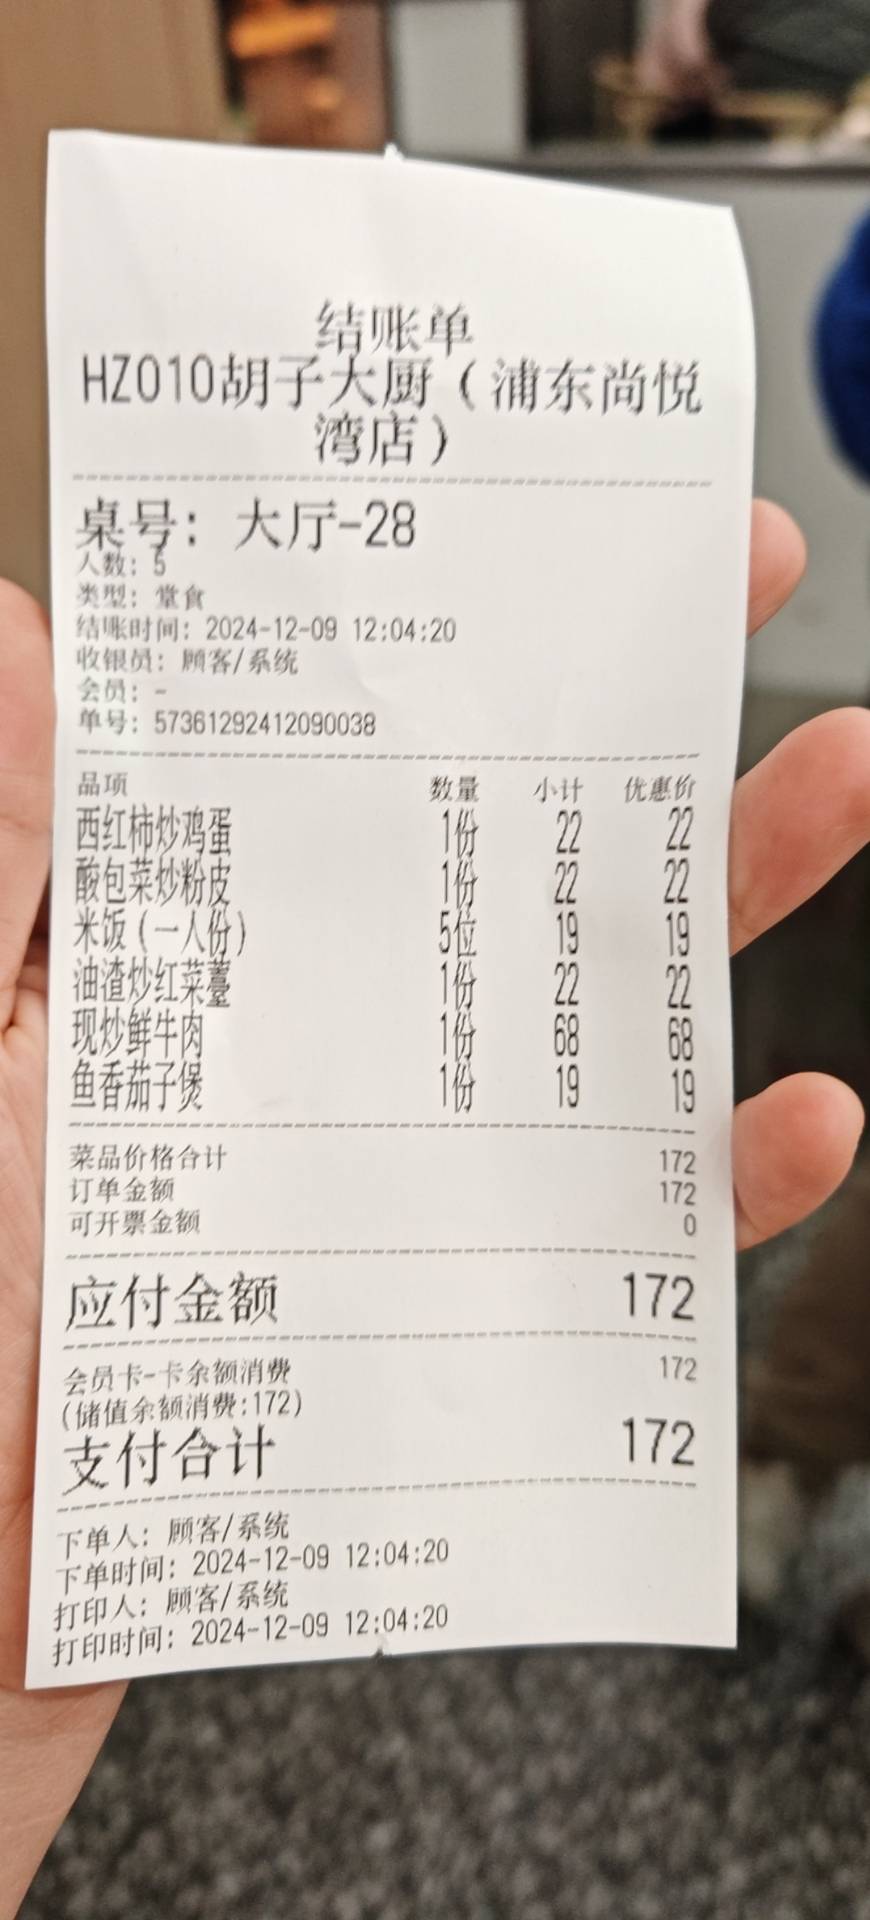 结账单
HZ010胡子大厨（浦东尚悦
湾店）
桌号：大厅-28
人数：5
类型：堂食
结账时间：2024-12-09 12:04:20
收银员：顾客/系统
会员：-
单号：57361292412090038
品项 数量 小计 优惠价
西红柿炒鸡蛋 1份 22 22
酸包菜炒粉皮 1份 22 22
米饭（一人份） 5位 19 19
油渣炒红菜薹 1份 22 22
现炒鲜牛肉 1份 68 68
鱼香茄子煲 1份 19 19
菜品价格合计 172
订单金额 172
可开票金额 0
应付金额 172
会员卡-卡余额消费 172
(储值余额消费:172)
支付合计 172
下单人：顾客/系统
下单时间：2024-12-09 12:04:20
打印人：顾客/系统
打印时间：2024-12-09 12:04:20